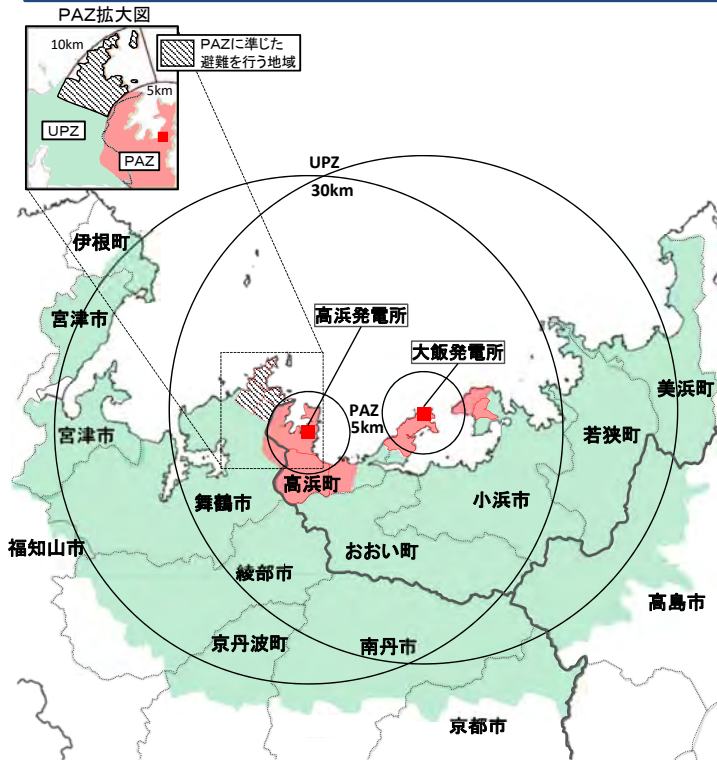 PAZ拡大図
10km
PAZに準じた
避難を行う地域
5km
UPZ
PAZ
UPZ
30km
伊根町
宮津市
高浜発電所
大飯発電所
美浜町
PAZ
5km
若狭町
宮津市
高浜町
舞鶴市
小浜市
福知山市
おおい町
綾部市
高島市
京丹波町
南丹市
京都市